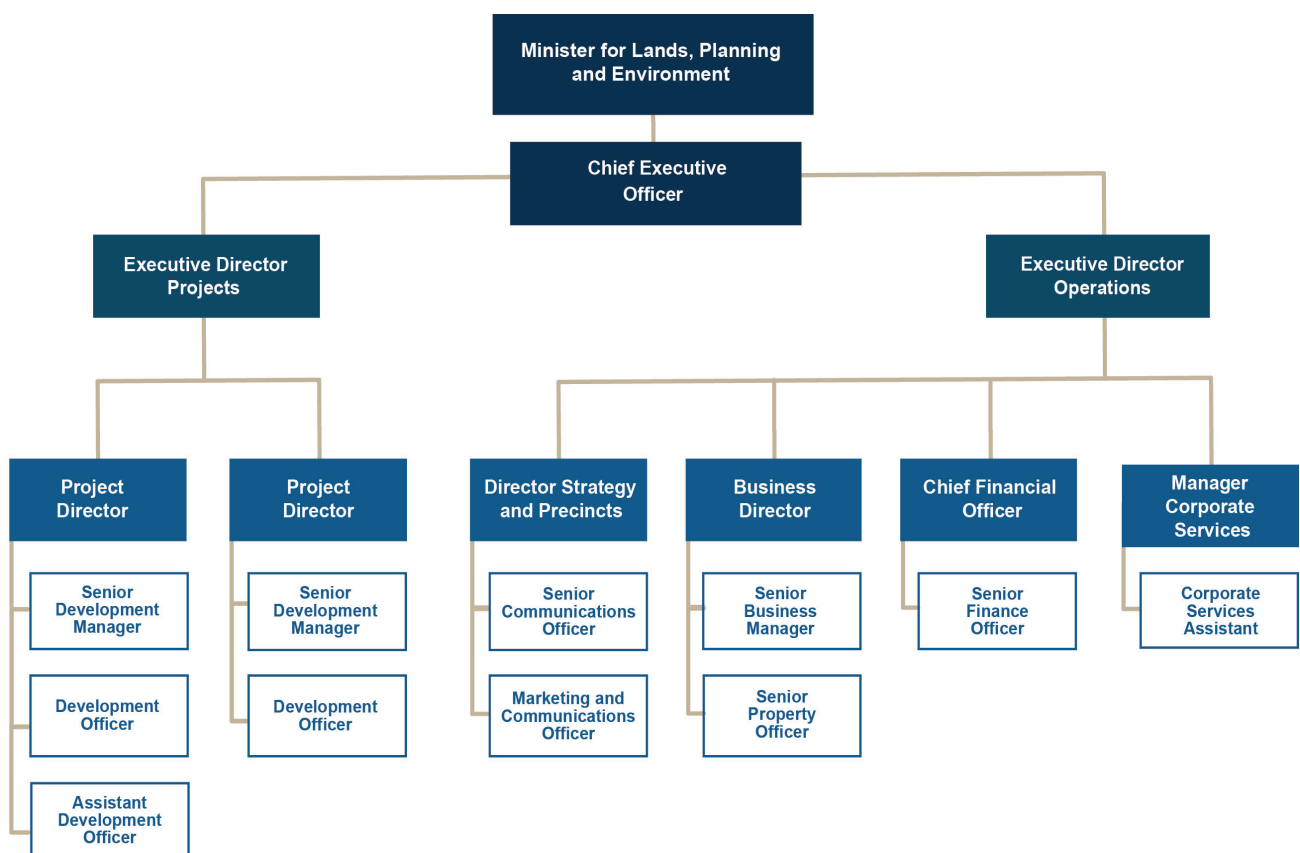 Minister for Lands, Planning
and Environment
Chief Executive
Officer
Executive Director
Projects
Executive Director
Operations
Project
Director
Project
Director
Director Strategy
and Precincts
Business
Director
Chief Financial
Officer
Manager
Corporate
Services
Senior
Development
Manager
Senior
Development
Manager
Senior
Communications
Officer
Senior
Business
Manager
Senior
Finance
Officer
Corporate
Services
Assistant
Development
Officer
Development
Officer
Marketing and
Communications
Officer
Senior
Property
Officer
Assistant
Development
Officer